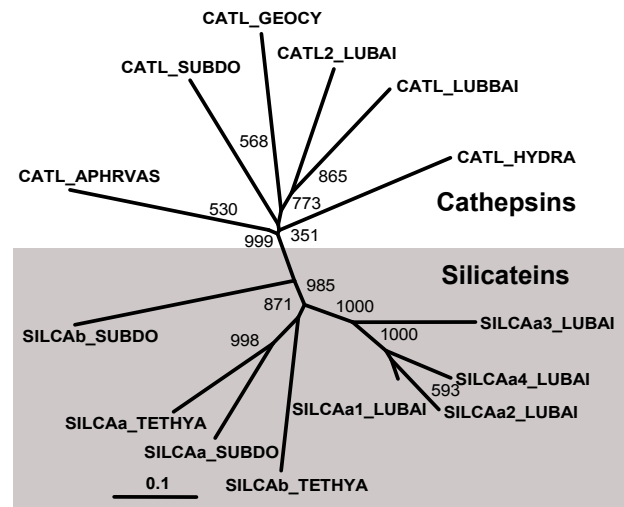 CATL_GEOCY
CATL2_LUBAI
CATL_SUBDO
CATL_LUBBAI
568
CATL_HYDRA
865
CATL_APHRVAS
530
773
Cathepsins
999
351
Silicateins
985
871
1000
SILCAb_SUBDO
1000
SILCAa3_LUBAI
998
SILCAa4_LUBAI
593
SILCAa1_LUBAI
SILCAa2_LUBAI
SILCAa_TETHYA
SILCAa_SUBDO
0.1
SILCAb_TETHYA